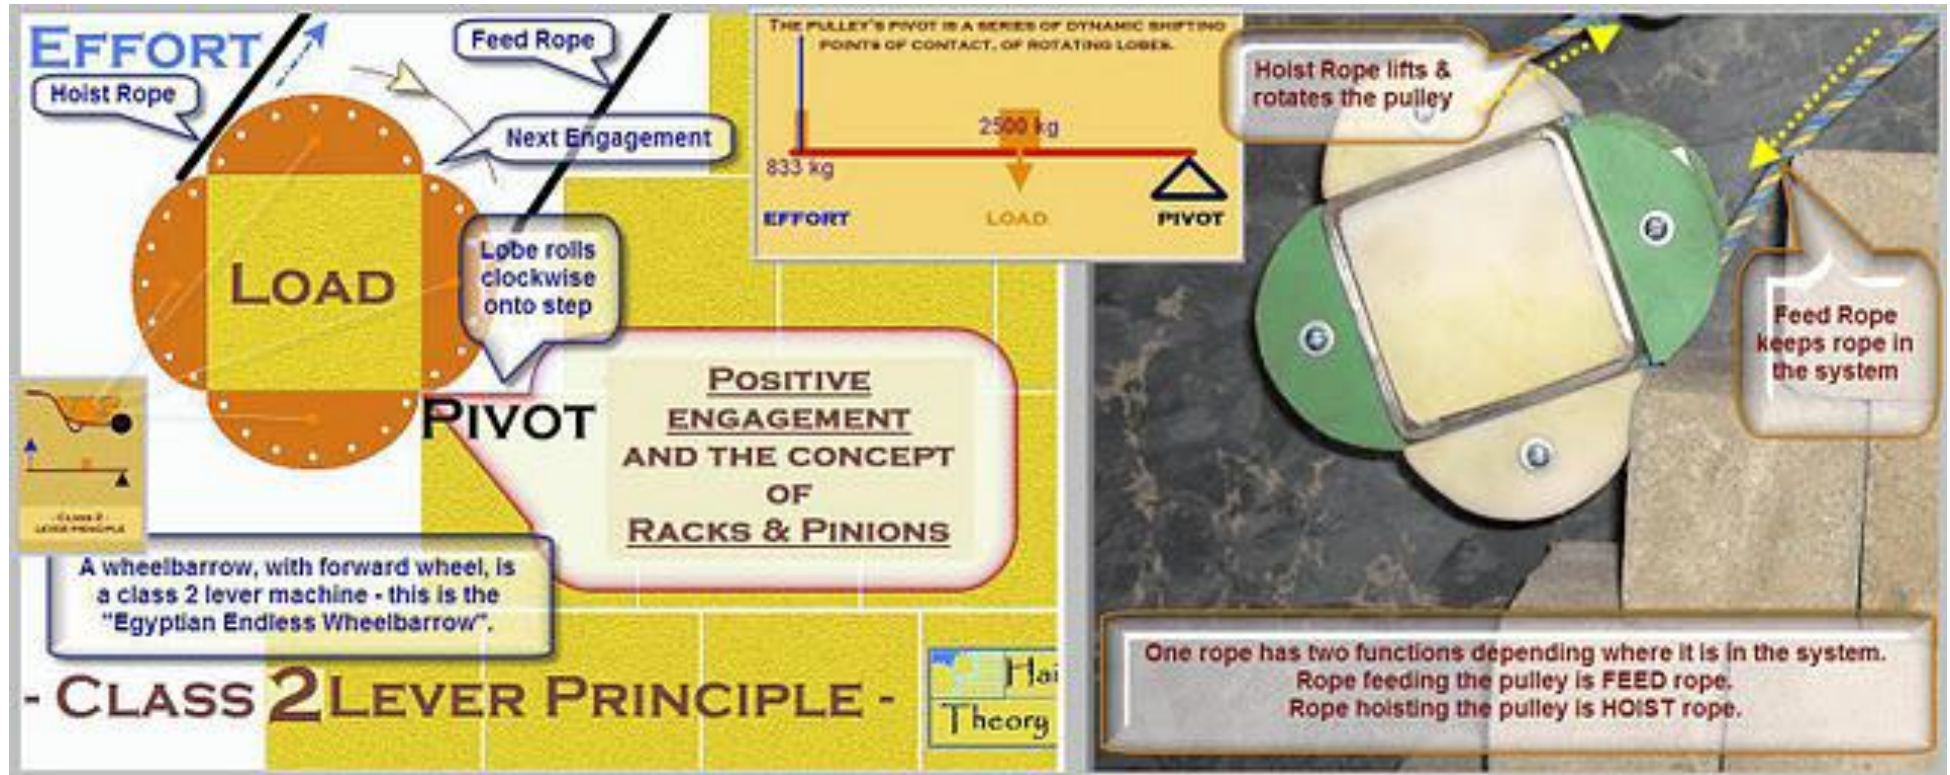 EFFORT
Hoist Rope
Feed Rope
Next Engagement
LOAD
Lobe rolls
clockwise
onto step
PIVOT
POSITIVE
ENGAGEMENT
AND THE CONCEPT
OF
RACKS & PINIONS
- CLASS 2 -
LEVER PRINCIPLE
A wheelbarrow, with forward wheel, is
a class 2 lever machine - this is the
"Egyptian Endless Wheelbarrow".
- CLASS 2 LEVER PRINCIPLE -
Hai
Theory
THE PULLEY'S PIVOT IS A SERIES OF DYNAMIC SHIFTING
POINTS OF CONTACT, OF ROTATING LOBES.
2500 kg
833 kg
EFFORT
LOAD
PIVOT
Hoist Rope lifts &
rotates the pulley
Feed Rope
keeps rope in
the system
One rope has two functions depending where it is in the system.
Rope feeding the pulley is FEED rope.
Rope hoisting the pulley is HOIST rope.